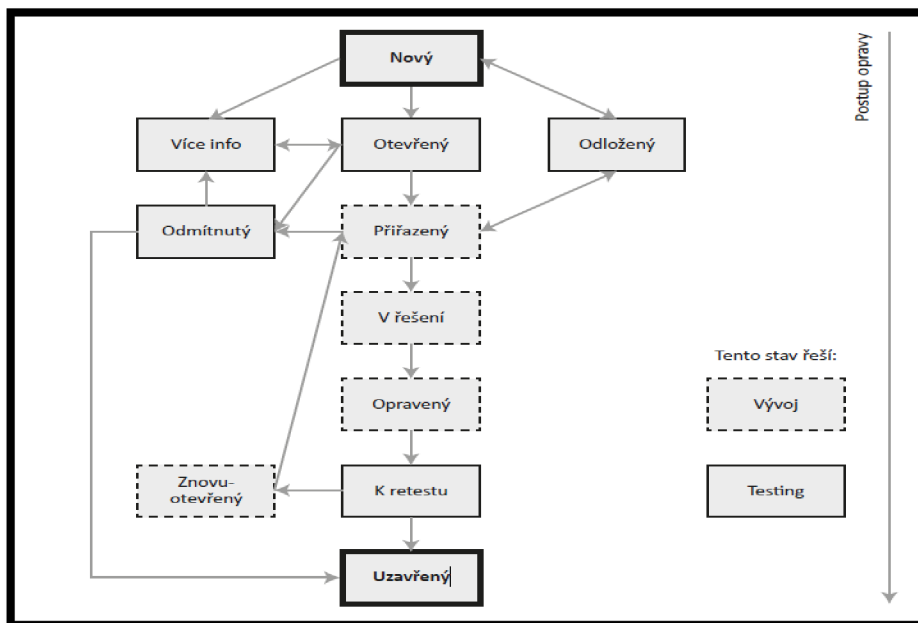 Nový
Postup opravy
Více info
Otevřený
Odložený
Odmítnutý
Přiřazený
V řešení
Tento stav řeší:
Opravený
Vývoj
Znovu-
otevřený
K retestu
Testing
Uzavřený